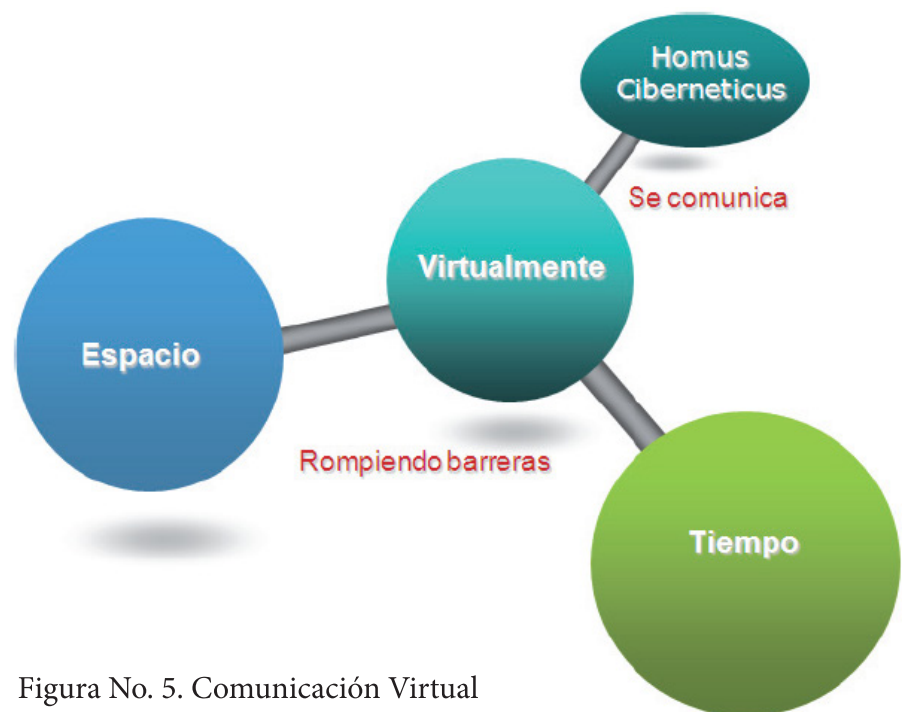 Homus
Ciberneticus
Se comunica
Virtualmente
Espacio
Rompiendo barreras
Tiempo
Figura No. 5. Comunicación Virtual